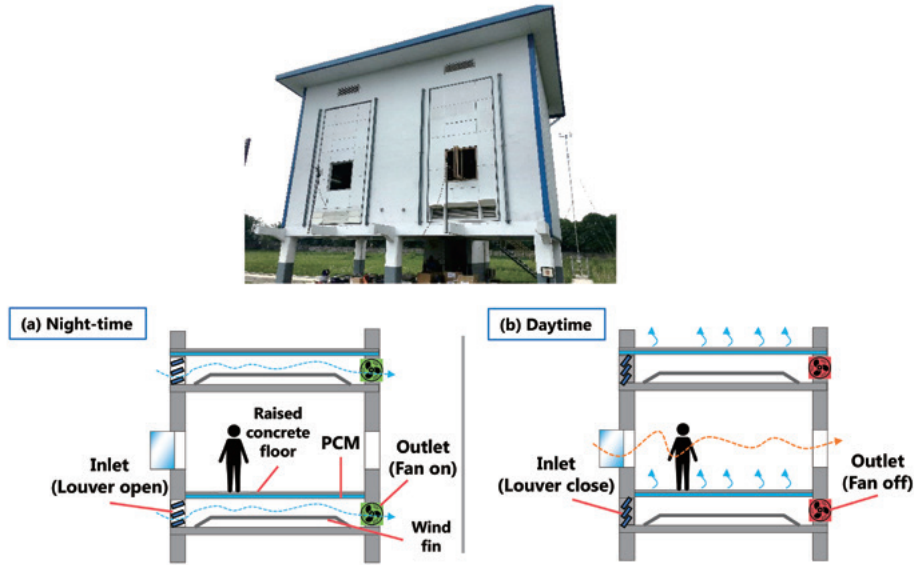 (a) Night-time
Raised
concrete
floor
PCM
Outlet
(Fan on)
Inlet
(Louver open)
Wind
fin
(b) Daytime
Inlet
(Louver close)
Outlet
(Fan off)